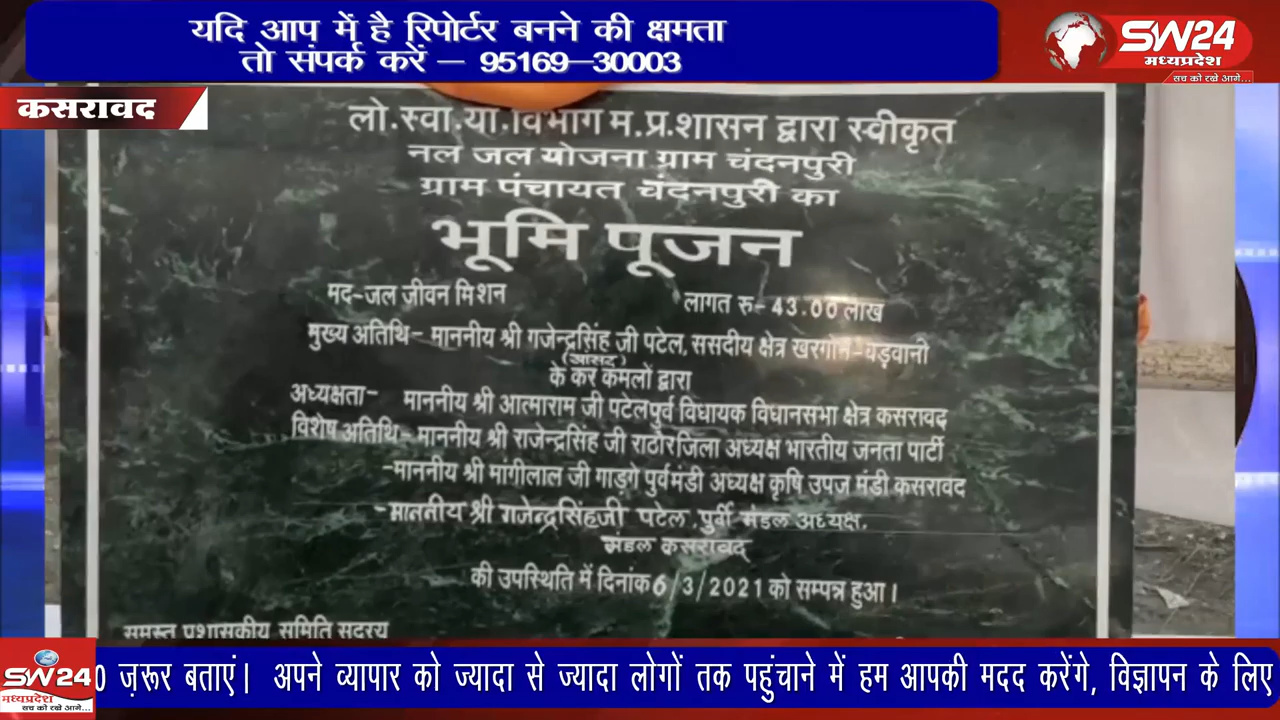 यदि आप में है रिपोर्टर बनने की क्षमता
तो संपर्क करें – 95169–30003
SW24
मध्यप्रदेश
सच को रखे आगे...
कसरावद
लो.स्वा.या.विभाग म.प्र.शासन द्वारा स्वीकृत
नल जल योजना ग्राम चंदनपुरी
ग्राम पंचायत चंदनपुरी का
भूमि पूजन
मद-जल जीवन मिशन
लागत रु- 43.00 लाख
मुख्य अतिथि- माननीय श्री गजेन्द्रसिंह जी पटेल, ससदीय क्षेत्र खरगोन-बड़वानी
(सासद)
के कर कमलों द्वारा
अध्यक्षता- माननीय श्री आत्माराम जी पटेलपुर्व विधायक विधानसभा क्षेत्र कसरावद
विशेष अतिथि- माननीय श्री राजेन्द्रसिंह जी राठौरजिला अध्यक्ष भारतीय जनता पार्टी
-माननीय श्री मांगीलाल जी गाड़गे पुर्वमंडी अध्यक्ष कृषि उपज मंडी कसरावद
-माननीय श्री गजेन्द्रसिंहजी पटेल, पुर्वी मंडल अध्यक्ष,
मंडल कसरावद
की उपस्थिति में दिनांक 6/3/2021 को सम्पन्न हुआ।
समस्त प्रशासकीय समिति सदस्य
SW24
मध्यप्रदेश
सच को रखे आगे...
0 ज़रूर बताएं। अपने व्यापार को ज्यादा से ज्यादा लोगों तक पहुंचाने में हम आपकी मदद करेंगे, विज्ञापन के लिए